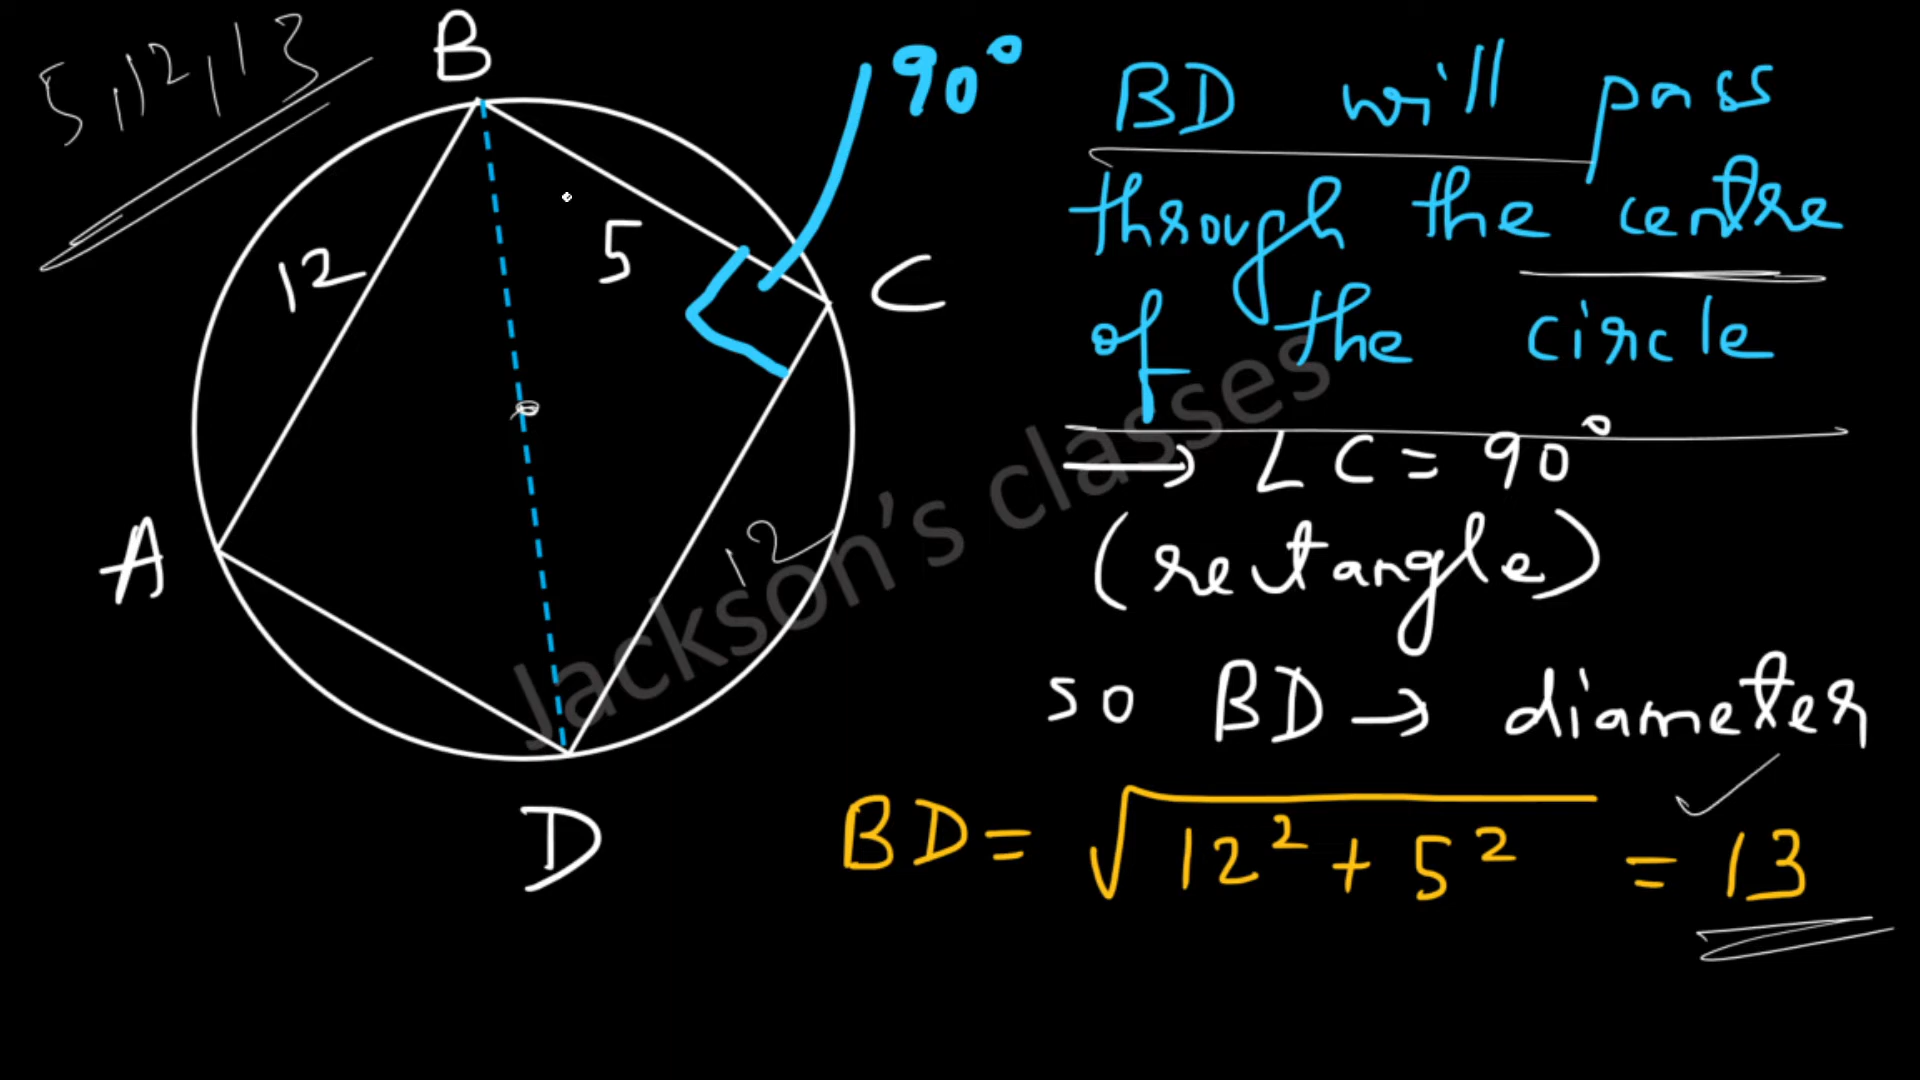 5,12,13
B
90°
12
5
C
A
12
D
BD will pass
through the centre
of the circle
→ ∠C = 90°
(rectangle)
so BD → diameter
BD = √12² + 5² = 13
Jackson's classes